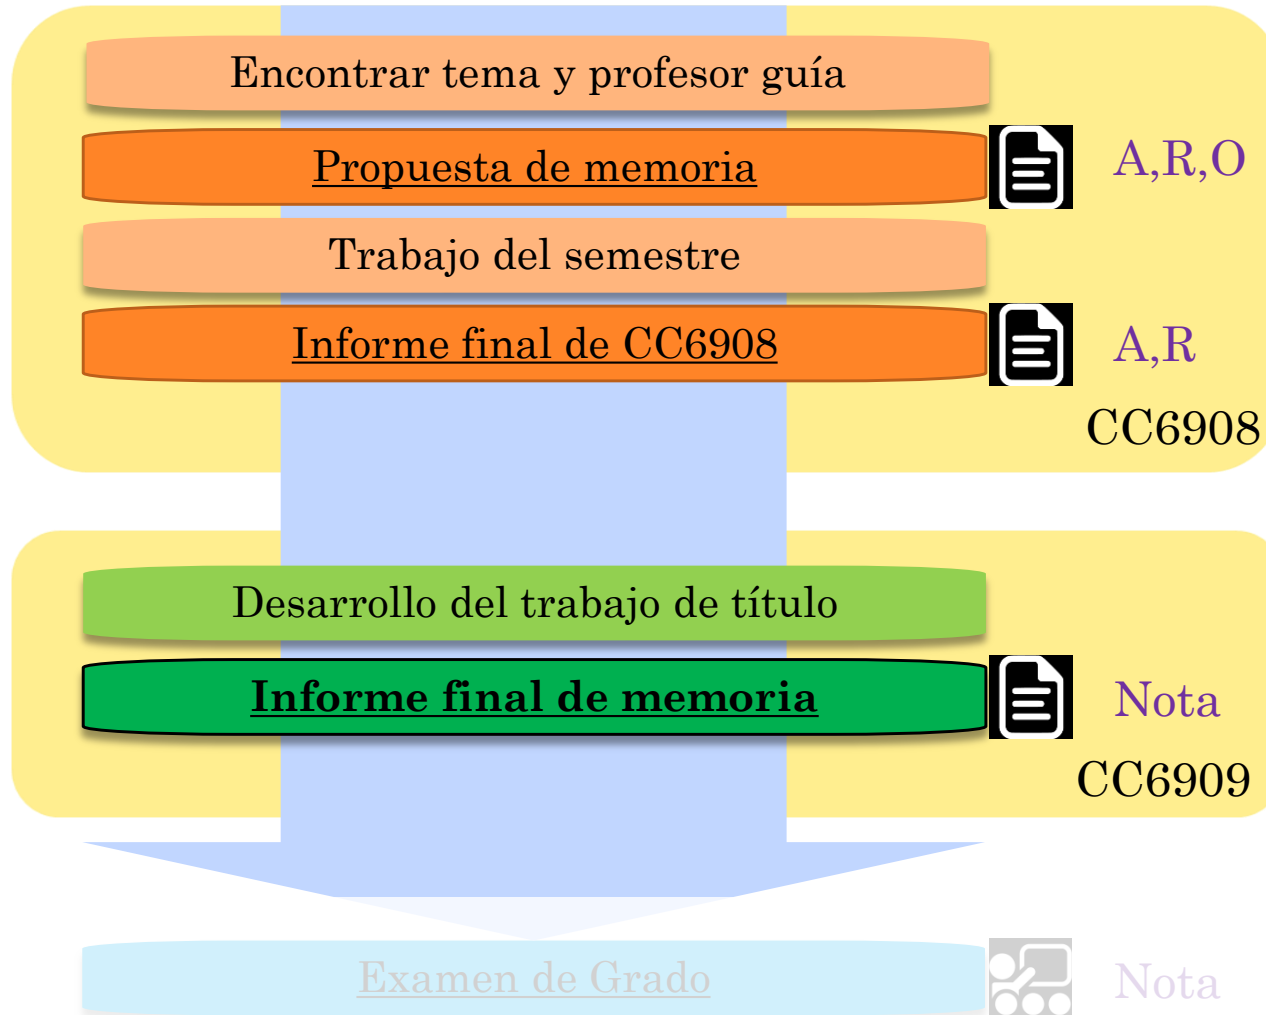 Encontrar tema y profesor guía
Propuesta de memoria
A,R,O
Trabajo del semestre
Informe final de CC6908
A,R
CC6908
Desarrollo del trabajo de título
Informe final de memoria
Nota
CC6909
Examen de Grado
Nota